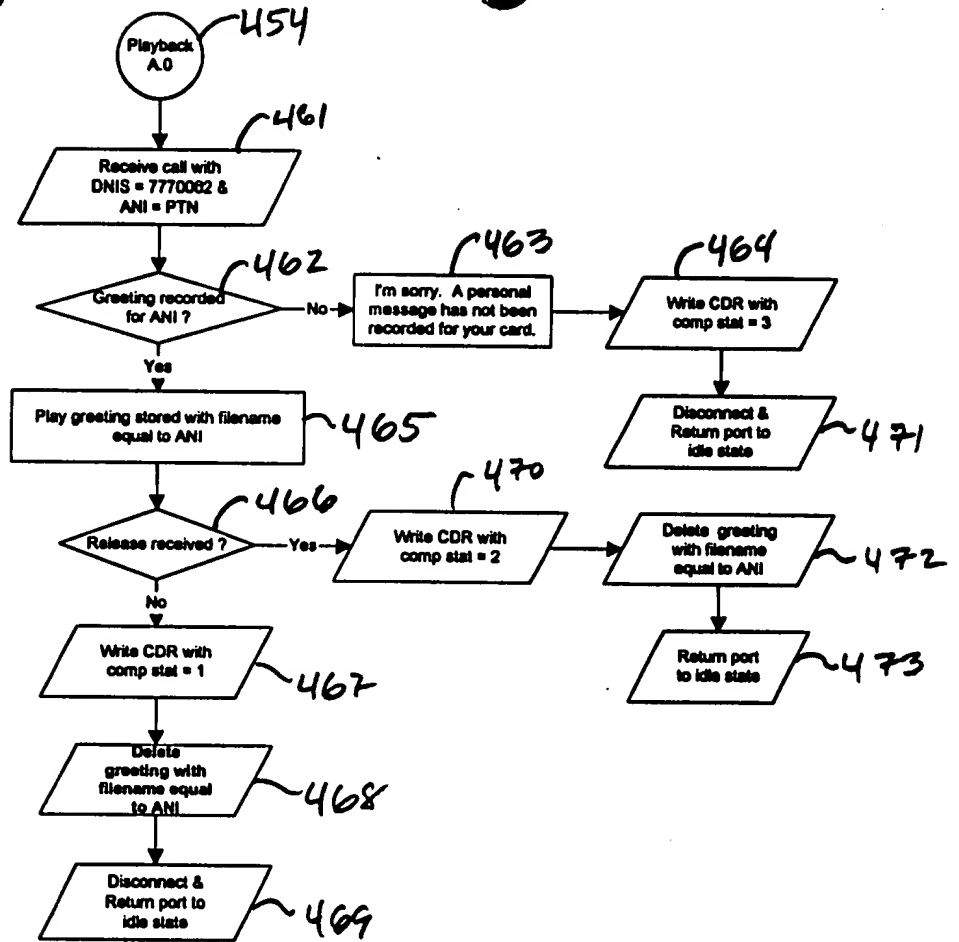 454
Playback
A.0
461
Receive call with
DNIS = 7770082 &
ANI = PTN
462
Greeting recorded
for ANI ?
No
463
I'm sorry. A personal
message has not been
recorded for your card.
464
Write CDR with
comp stat = 3
Yes
Play greeting stored with filename
equal to ANI
465
Disconnect &
Return port to
idle state
471
466
Release received ?
Yes
470
Write CDR with
comp stat = 2
Delete greeting
with filename
equal to ANI
472
No
Write CDR with
comp stat = 1
467
Return port
to idle state
473
Delete
greeting with
filename equal
to ANI
468
Disconnect &
Return port to
idle state
469